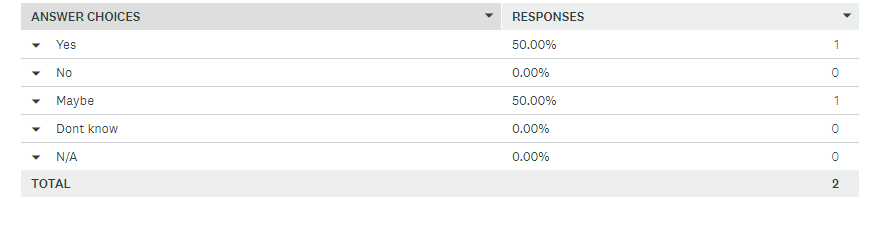 ANSWER CHOICES RESPONSES
Yes 50.00% 1
No 0.00% 0
Maybe 50.00% 1
Dont know 0.00% 0
N/A 0.00% 0
TOTAL 2